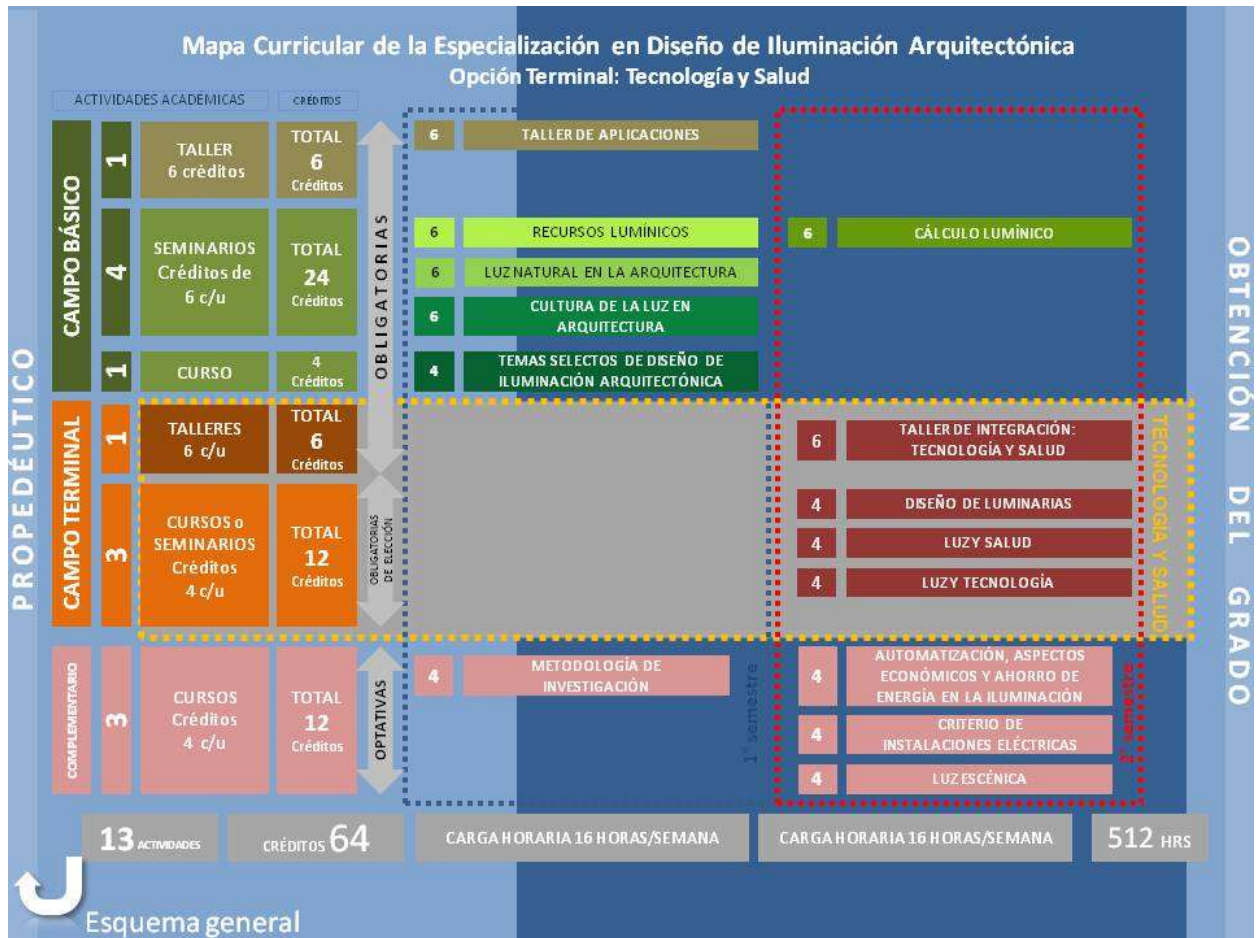 Mapa Curricular de la Especialización en Diseño de Iluminación Arquitectónica
Opción Terminal: Tecnología y Salud
ACTIVIDADES ACADÉMICAS
CRÉDITOS
PROPEDÉUTICO
CAMPO BÁSICO
1
TALLER
6 créditos
TOTAL
6
Créditos
4
SEMINARIOS
Créditos de
6 c/u
TOTAL
24
Créditos
1
CURSO
4
Créditos
OBLIGATORIAS
6
TALLER DE APLICACIONES
6
RECURSOS LUMÍNICOS
6
LUZ NATURAL EN LA ARQUITECTURA
6
CULTURA DE LA LUZ EN
ARQUITECTURA
4
TEMAS SELECTOS DE DISEÑO DE
ILUMINACIÓN ARQUITECTÓNICA
6
CÁLCULO LUMÍNICO
CAMPO TERMINAL
1
TALLERES
6 c/u
TOTAL
6
Créditos
3
CURSOS o
SEMINARIOS
Créditos
4 c/u
TOTAL
12
Créditos
OBLIGATORIAS
DE ELECCIÓN
6
TALLER DE INTEGRACIÓN:
TECNOLOGÍA Y SALUD
4
DISEÑO DE LUMINARIAS
4
LUZ Y SALUD
4
LUZ Y TECNOLOGÍA
TECNOLOGÍA Y SALUD
COMPLEMENTARIO
3
CURSOS
Créditos
4 c/u
TOTAL
12
Créditos
OPTATIVAS
4
METODOLOGÍA DE
INVESTIGACIÓN
1° semestre
4
AUTOMATIZACIÓN, ASPECTOS
ECONÓMICOS Y AHORRO DE
ENERGÍA EN LA ILUMINACIÓN
4
CRITERIO DE
INSTALACIONES ELÉCTRICAS
4
LUZ ESCÉNICA
2° semestre
OBTENCIÓN DEL GRADO
13 ACTIVIDADES
CRÉDITOS 64
CARGA HORARIA 16 HORAS/SEMANA
CARGA HORARIA 16 HORAS/SEMANA
512 HRS
Esquema general